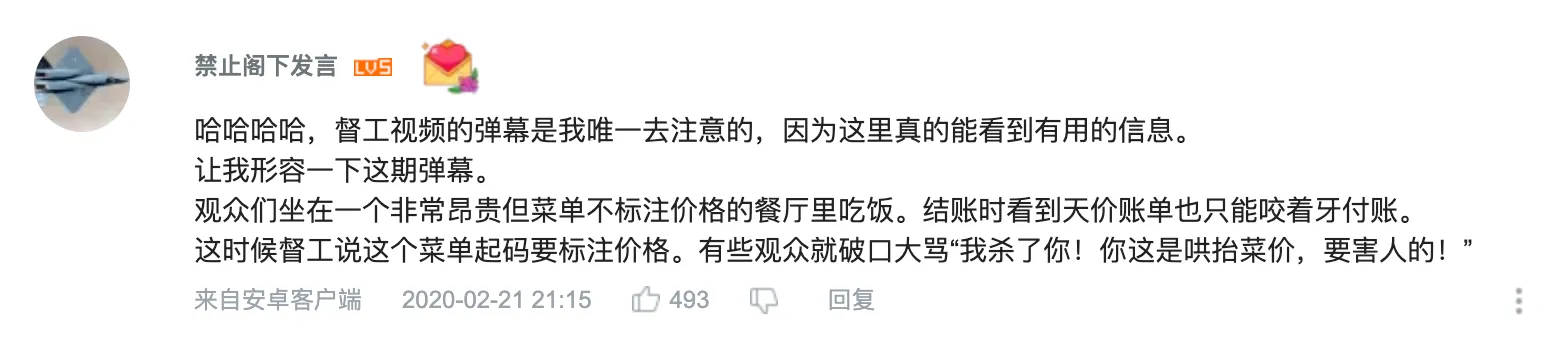 禁止阁下发言 LV5
哈哈哈哈，督工视频的弹幕是我唯一去注意的，因为这里真的能看到有用的信息。
让我形容一下这期弹幕。
观众们坐在一个非常昂贵但菜单不标注价格的餐厅里吃饭。结账时看到天价账单也只能咬着牙付账。
这时候督工说这个菜单起码要标注价格。有些观众就破口大骂“我杀了你！你这是哄抬菜价，要害人的！”
来自安卓客户端 2020-02-21 21:15 493 回复